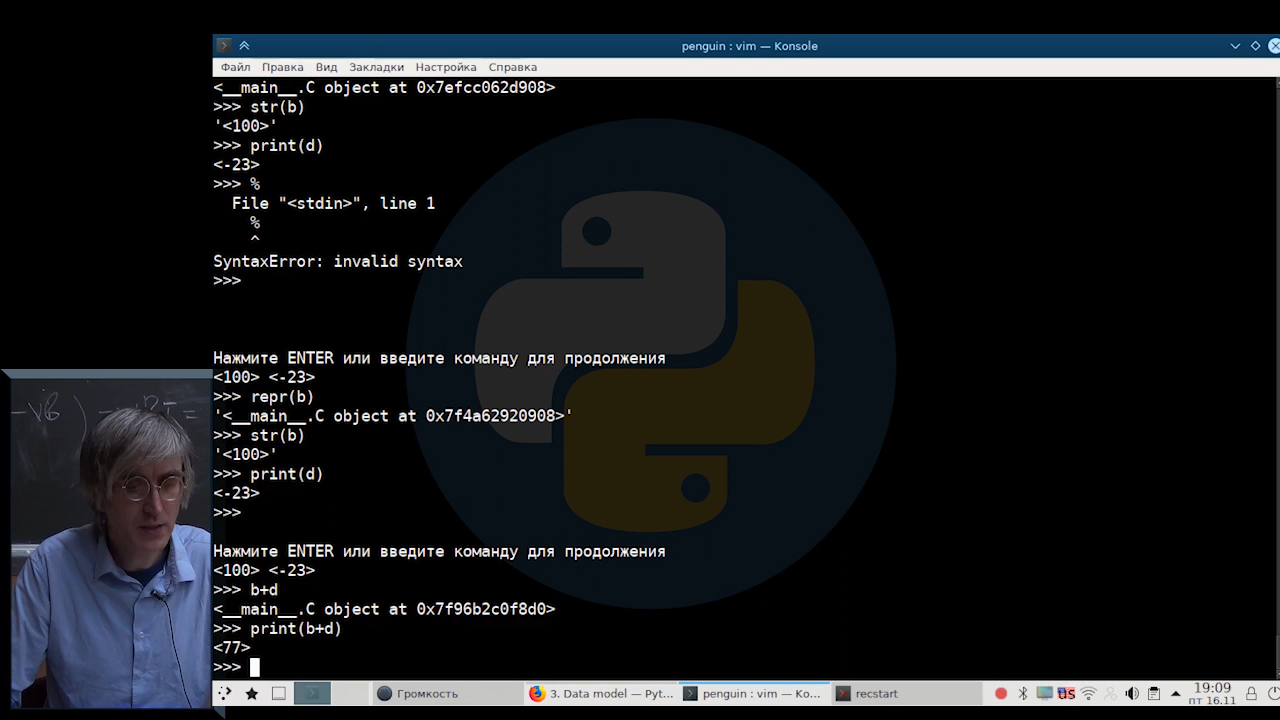 penguin : vim — Konsole
Файл Правка Вид Закладки Настройка Справка
<__main__.C object at 0x7efcc062d908>
>>> str(b)
'<100>'
>>> print(d)
<-23>
>>> %
  File "<stdin>", line 1
    %
    ^
SyntaxError: invalid syntax
>>>
Нажмите ENTER или введите команду для продолжения
<100> <-23>
>>> repr(b)
'<__main__.C object at 0x7f4a62920908>'
>>> str(b)
'<100>'
>>> print(d)
<-23>
>>>
Нажмите ENTER или введите команду для продолжения
<100> <-23>
>>> b+d
<__main__.C object at 0x7f96b2c0f8d0>
>>> print(b+d)
<77>
>>>
Громкость 3. Data model — Pyt... penguin : vim — Ko... recstart us 19:09
пт 16.11